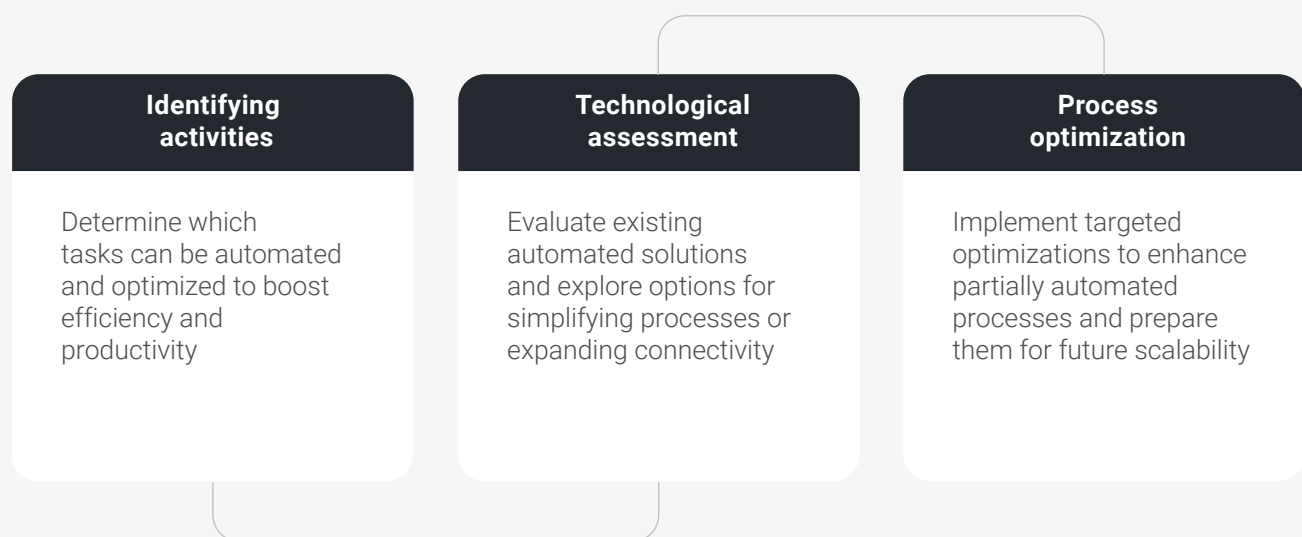 Identifying
activities
Determine which
tasks can be automated
and optimized to boost
efficiency and
productivity
Technological
assessment
Evaluate existing
automated solutions
and explore options for
simplifying processes or
expanding connectivity
Process
optimization
Implement targeted
optimizations to enhance
partially automated
processes and prepare
them for future scalability